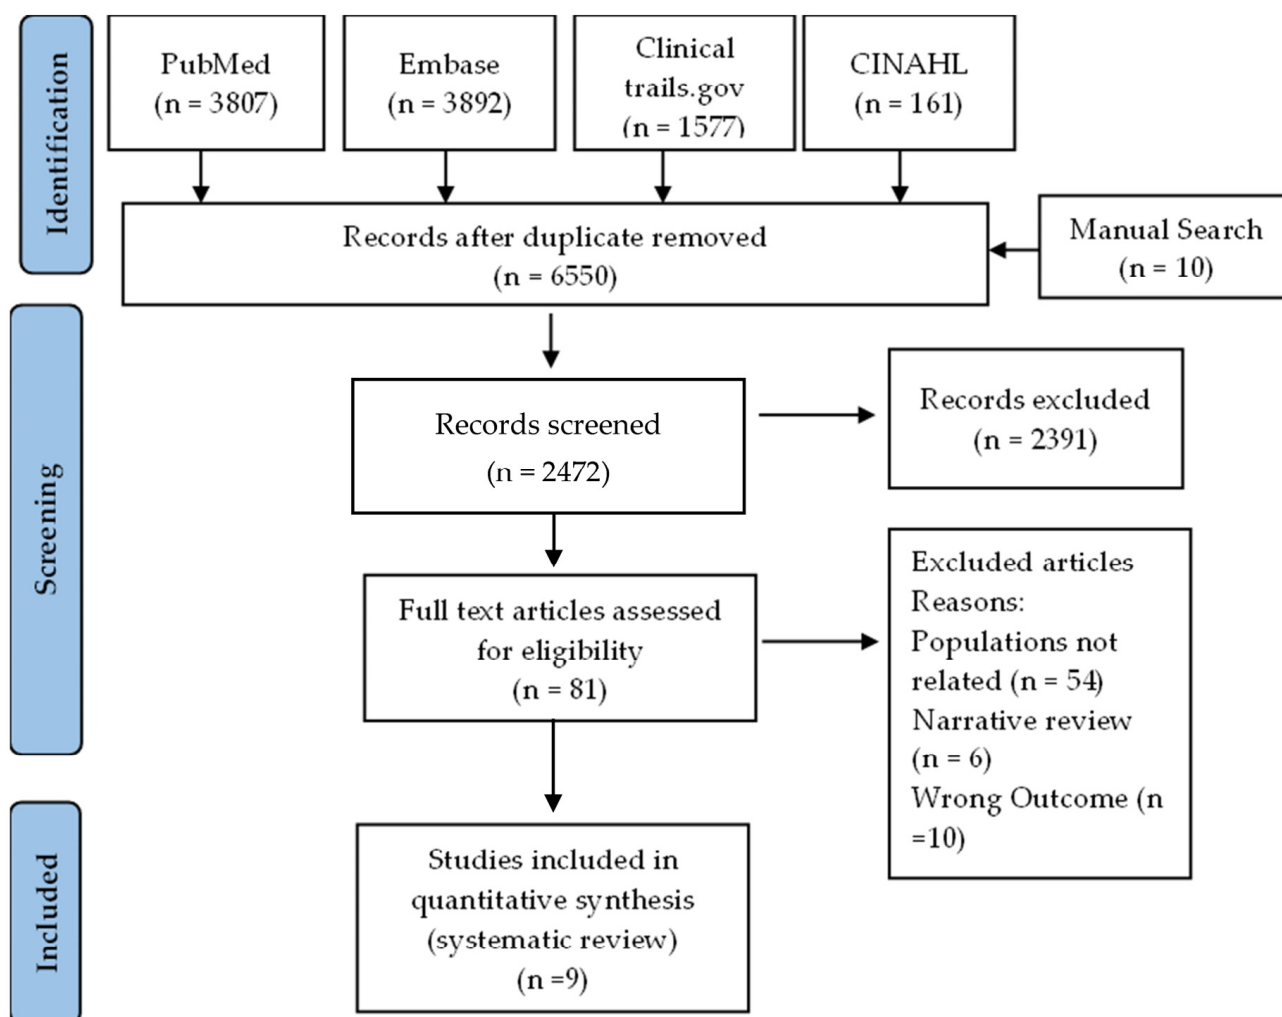 Identification
PubMed
(n = 3807)
Embase
(n = 3892)
Clinical
trails.gov
(n = 1577)
CINAHL
(n = 161)
Records after duplicate removed
(n = 6550)
Manual Search
(n = 10)
Screening
Records screened
(n = 2472)
Records excluded
(n = 2391)
Full text articles assessed
for eligibility
(n = 81)
Excluded articles
Reasons:
Populations not
related (n = 54)
Narrative review
(n = 6)
Wrong Outcome (n
=10)
Included
Studies included in
quantitative synthesis
(systematic review)
(n =9)